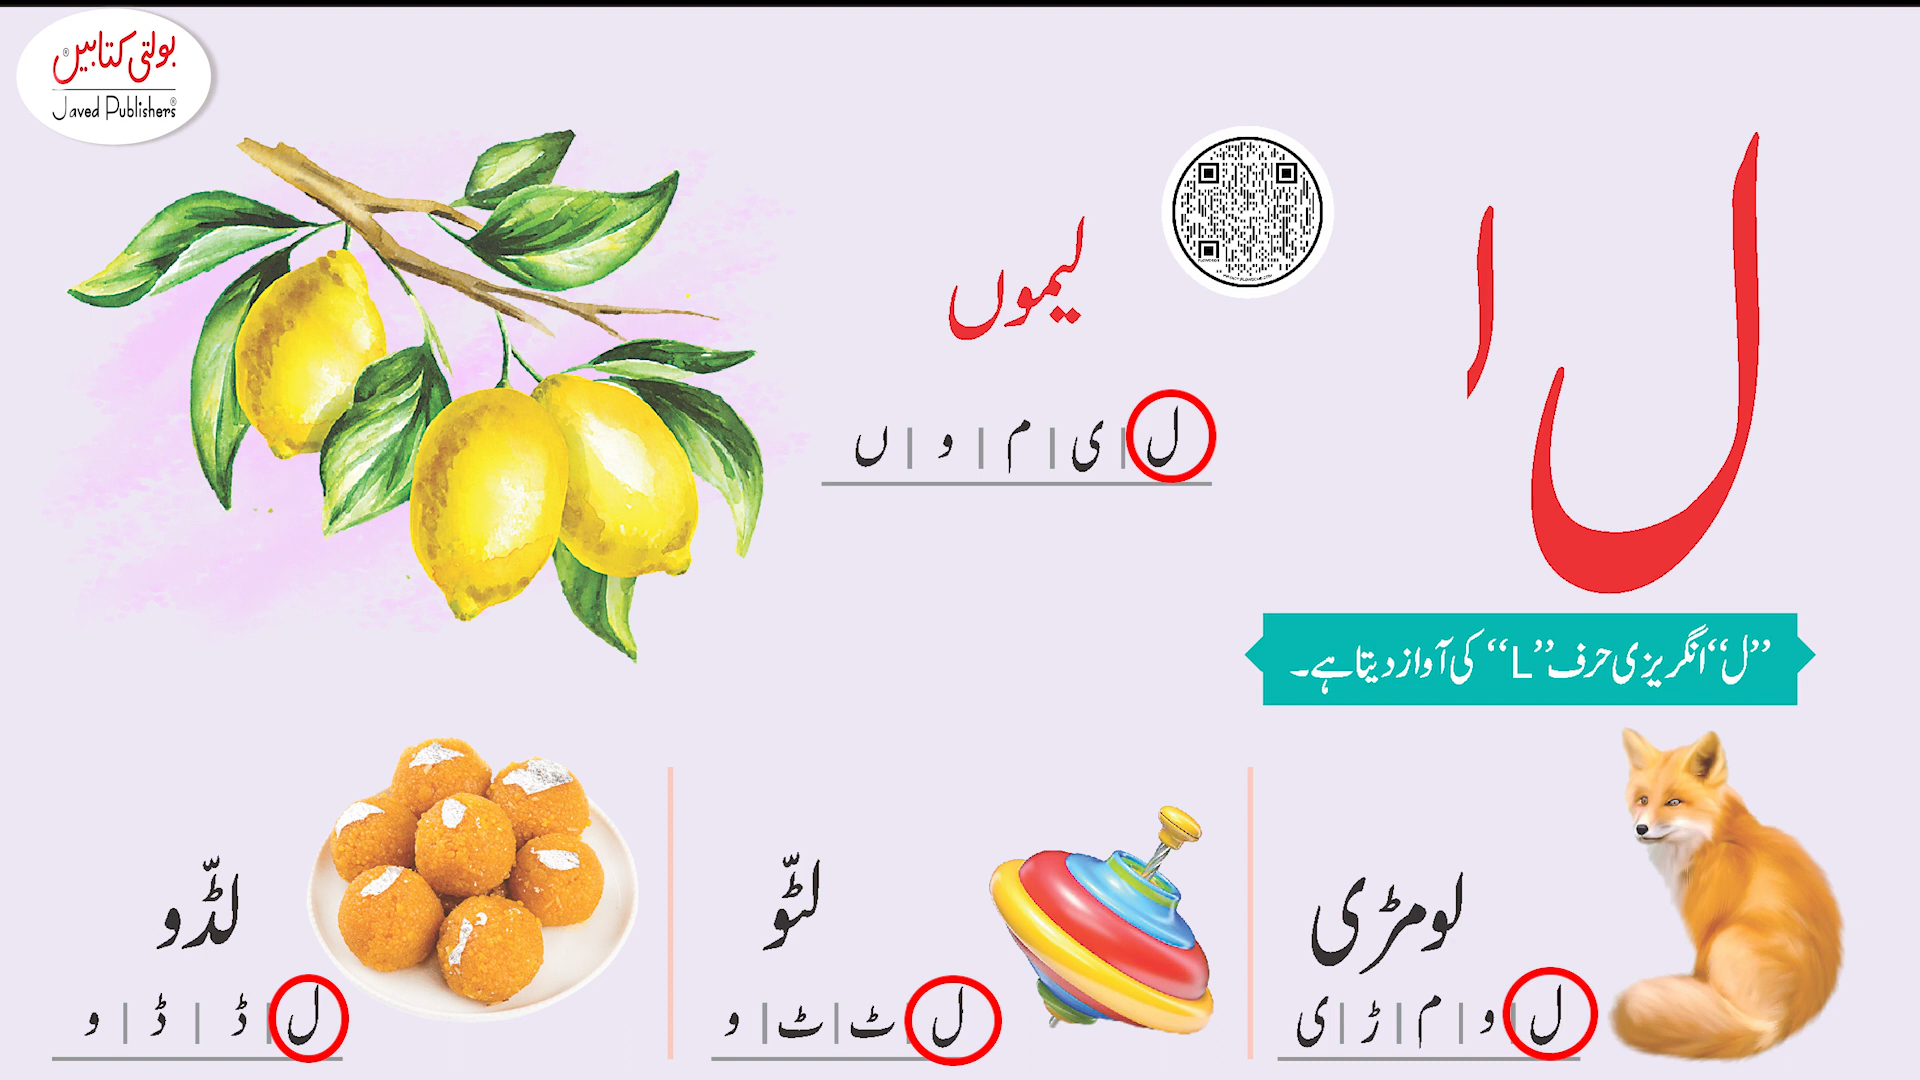 بولتی کتابیں
Javed Publishers
ل ا
لیموں
ل | ی | م | و | ں
”ل“ انگریزی حرف ”L“ کی آواز دیتا ہے۔
لومڑی
ل | و | م | ڑ | ی
لٹّو
ل | ٹ | ٹ | و
لڈّو
ل | ڈ | ڈ | و